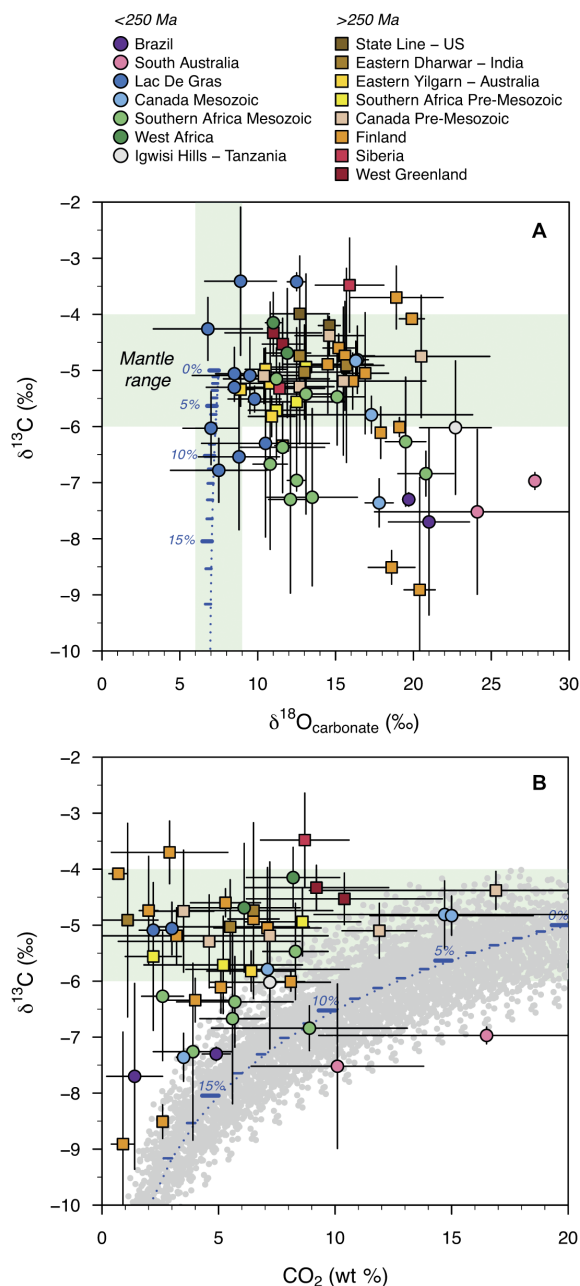 <250 Ma
Brazil
South Australia
Lac De Gras
Canada Mesozoic
Southern Africa Mesozoic
West Africa
Igwisi Hills – Tanzania
>250 Ma
State Line – US
Eastern Dharwar – India
Eastern Yilgarn – Australia
Southern Africa Pre-Mesozoic
Canada Pre-Mesozoic
Finland
Siberia
West Greenland
A
−2
−3
−4
−5
−6
−7
−8
−9
−10
δ13C (‰)
Mantle
range
0%
5%
10%
15%
0 5 10 15 20 25 30
δ18Ocarbonate (‰)
B
−2
−3
−4
−5
−6
−7
−8
−9
−10
δ13C (‰)
0%
5%
10%
15%
0 5 10 15 20
CO2 (wt %)